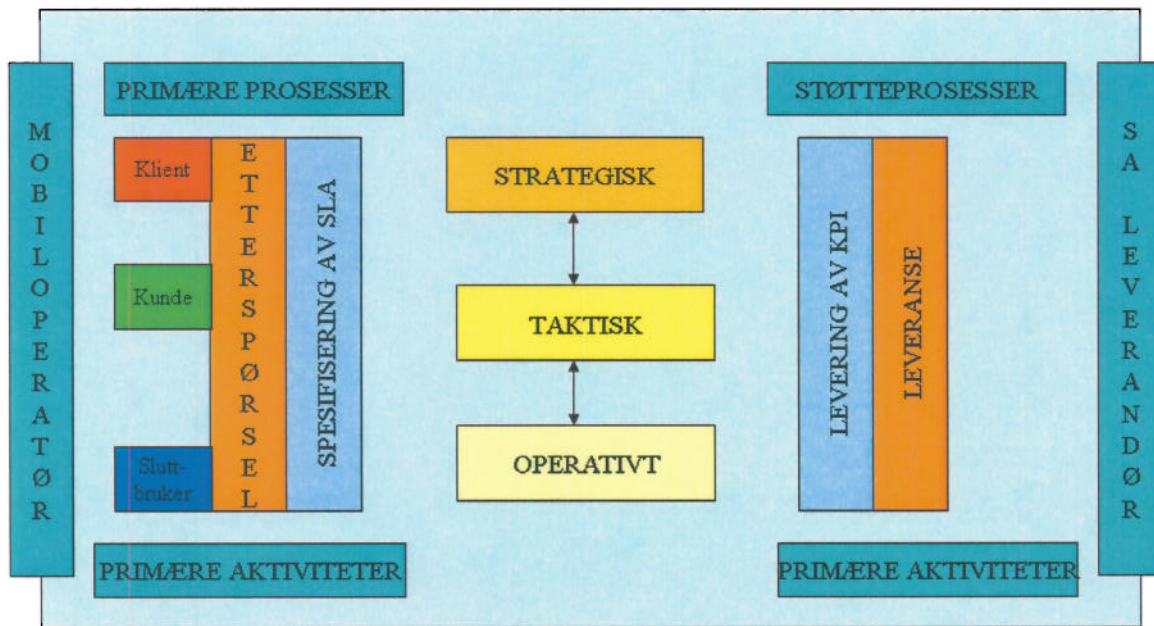 PRIMÆRE PROSESSER
STØTTEPROSESSER
MOBILOPERATØR
Klient
Kunde
Slutt-
bruker
ETTERSPØRSEL
SPESIFISERING AV SLA
STRATEGISK
TAKTISK
OPERATIVT
LEVERING AV KPI
LEVERANSE
SA LEVERANDØR
PRIMÆRE AKTIVITETER
PRIMÆRE AKTIVITETER